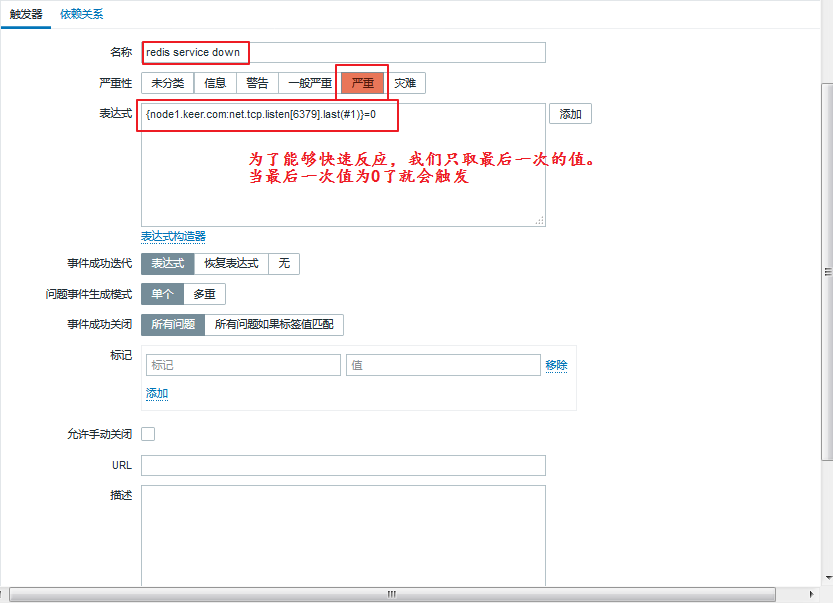 触发器 依赖关系
名称 redis service down
严重性 未分类 信息 警告 一般严重 严重 灾难
表达式 {node1.keer.com:net.tcp.listen[6379].last(#1)}=0 添加
为了能够快速反应，我们只取最后一次的值。
当最后一次值为0了就会触发
表达式构造器
事件成功迭代 表达式 恢复表达式 无
问题事件生成模式 单个 多重
事件成功关闭 所有问题 所有问题如果标签值匹配
标记 标记 值 移除
添加
允许手动关闭
URL
描述